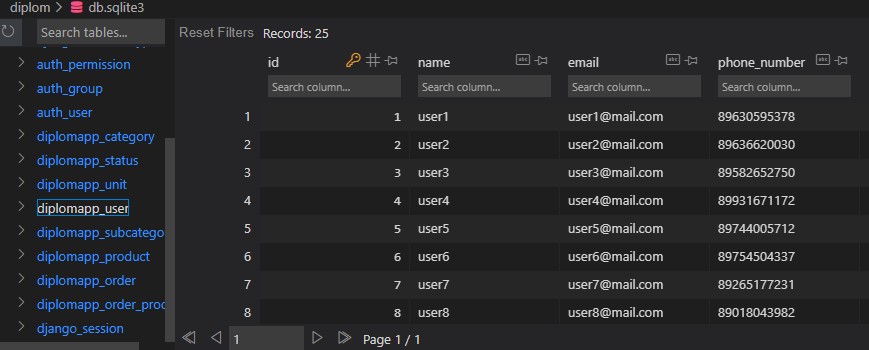 diplom > db.sqlite3
Search tables...
Reset Filters Records: 25
auth_permission
auth_group
auth_user
diplomapp_category
diplomapp_status
diplomapp_unit
diplomapp_user
diplomapp_subcatego
diplomapp_product
diplomapp_order
diplomapp_order_proc
django_session
id name email phone_number
Search column... Search column... Search column... Search column...
1 1 user1 user1@mail.com 89630595378
2 2 user2 user2@mail.com 89636620030
3 3 user3 user3@mail.com 89582652750
4 4 user4 user4@mail.com 89931671172
5 5 user5 user5@mail.com 89744005712
6 6 user6 user6@mail.com 89754504337
7 7 user7 user7@mail.com 89265177231
8 8 user8 user8@mail.com 89018043982
1 Page 1 / 1